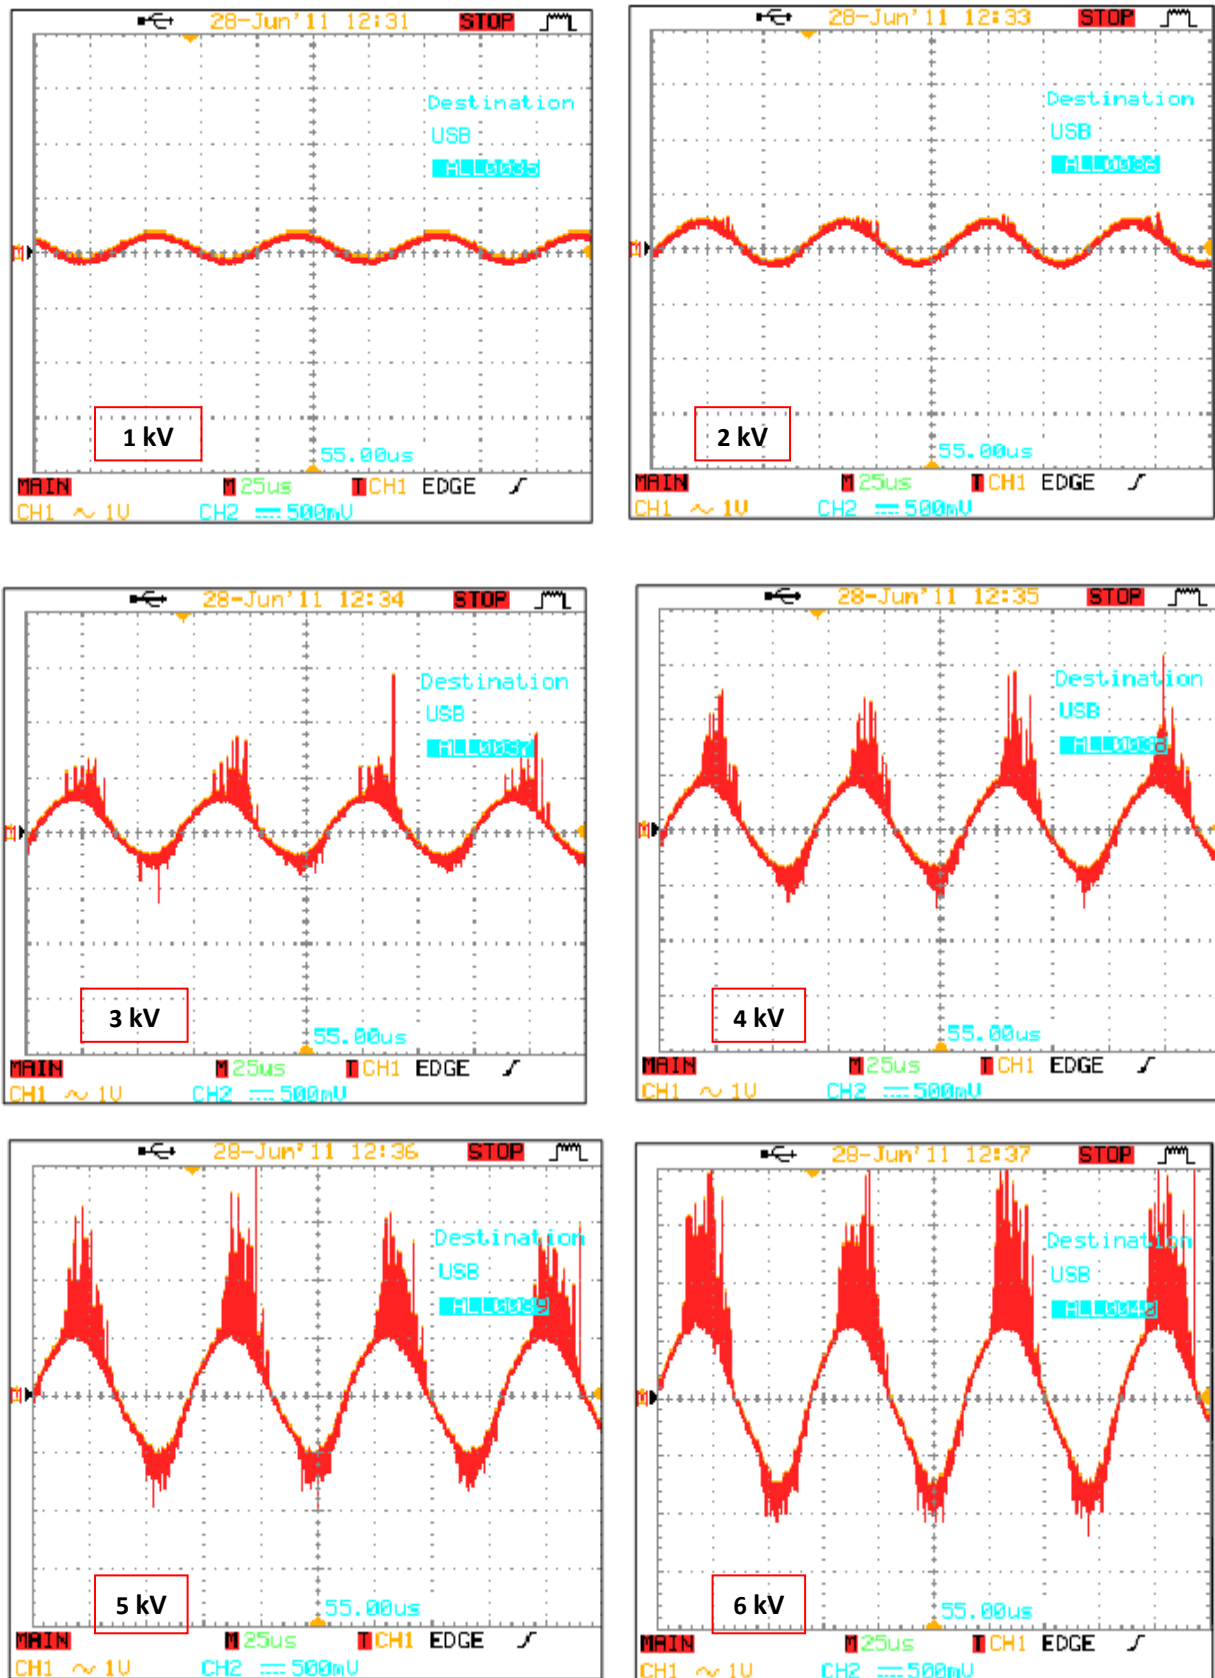 28-Jun'11 12:31 STOP
Destination
USB
ALL0035
1 kV
55.00us
MAIN M 25us T CH1 EDGE
CH1 ~ 1V CH2 500mV
28-Jun'11 12:33 STOP
Destination
USB
ALL0036
2 kV
55.00us
MAIN M 25us T CH1 EDGE
CH1 ~ 1V CH2 500mV
28-Jun'11 12:34 STOP
Destination
USB
ALL0037
3 kV
55.00us
MAIN M 25us T CH1 EDGE
CH1 ~ 1V CH2 500mV
28-Jun'11 12:35 STOP
Destination
USB
ALL0038
4 kV
55.00us
MAIN M 25us T CH1 EDGE
CH1 ~ 1V CH2 500mV
28-Jun'11 12:36 STOP
Destination
USB
ALL0039
5 kV
55.00us
MAIN M 25us T CH1 EDGE
CH1 ~ 1V CH2 500mV
28-Jun'11 12:37 STOP
Destination
USB
ALL0040
6 kV
55.00us
MAIN M 25us T CH1 EDGE
CH1 ~ 1V CH2 500mV